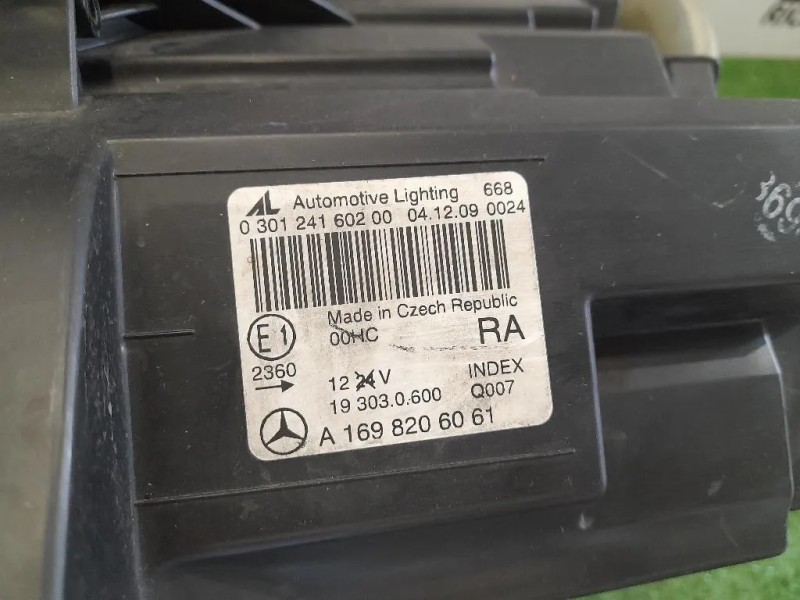 AL Automotive Lighting 668
0 301 241 602 00 04.12.09 0024
Made in Czech Republic
E1 00HC RA
2360 12 24 V INDEX
19 303.0.600 Q007
A 169 820 60 61